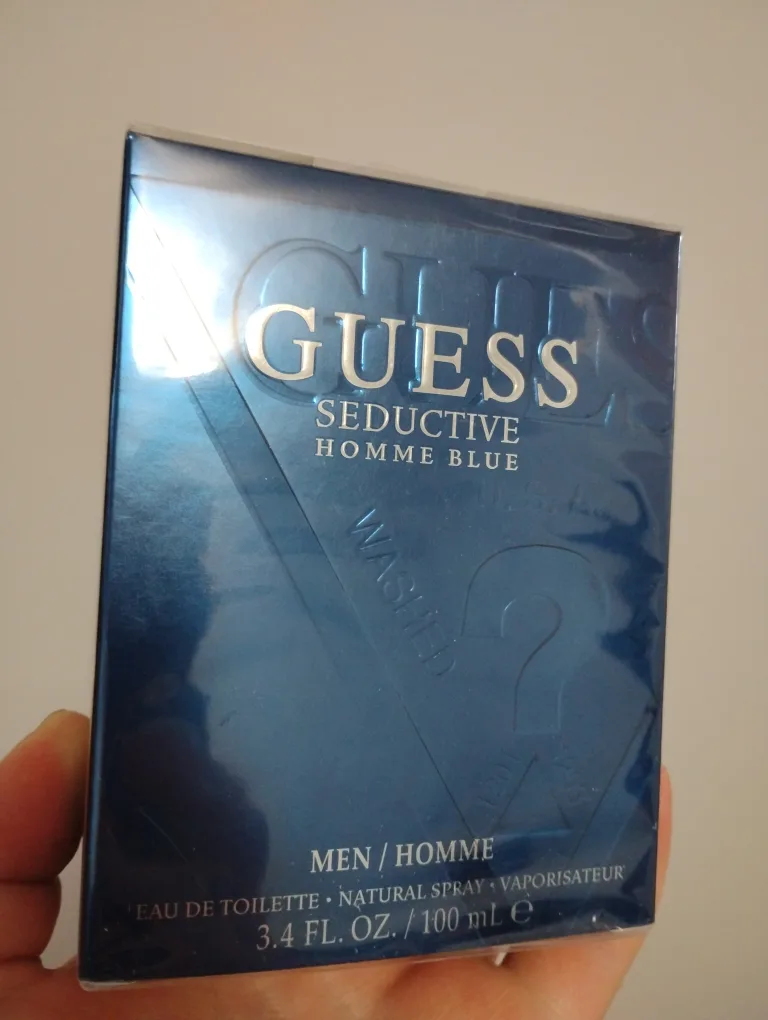 GUES
GUESS
SEDUCTIVE
HOMME BLUE
WASHED
?
MEN / HOMME
EAU DE TOILETTE • NATURAL SPRAY • VAPORISATEUR
3.4 FL. OZ. / 100 mL ℮